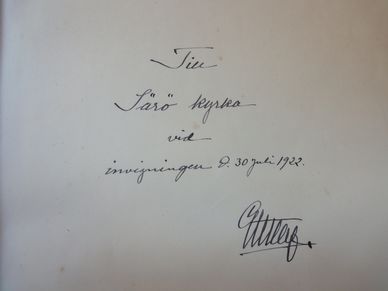 Till
Särö kyrka
vid
invigningen d. 30 juli 1922.